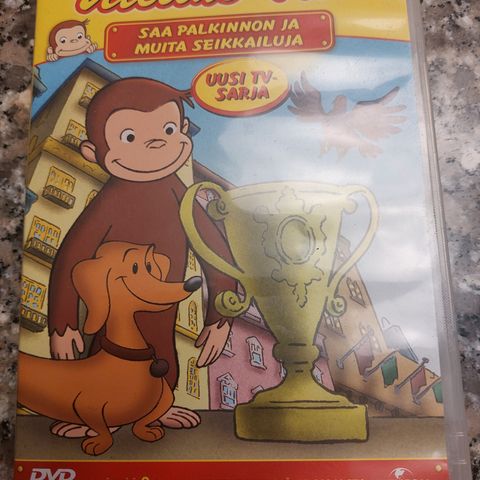 SAA PALKINNON JA
MUITA SEIKKAILUJA
UUSI TV-
SARJA
DVD